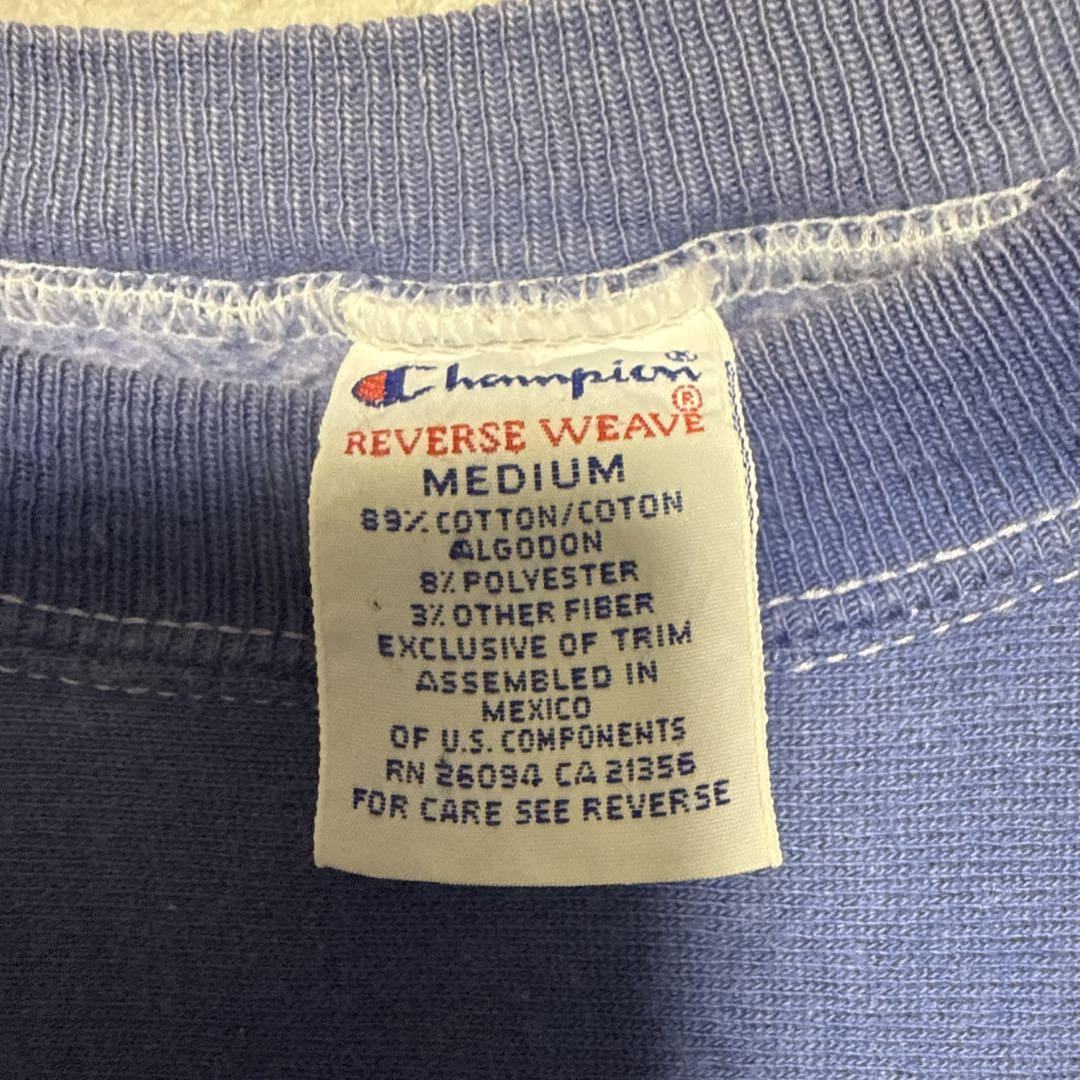 Champion®
REVERSE WEAVE®
MEDIUM
89% COTTON/COTON
ALGODON
8% POLYESTER
3% OTHER FIBER
EXCLUSIVE OF TRIM
ASSEMBLED IN
MEXICO
OF U.S. COMPONENTS
RN 26094 CA 21356
FOR CARE SEE REVERSE